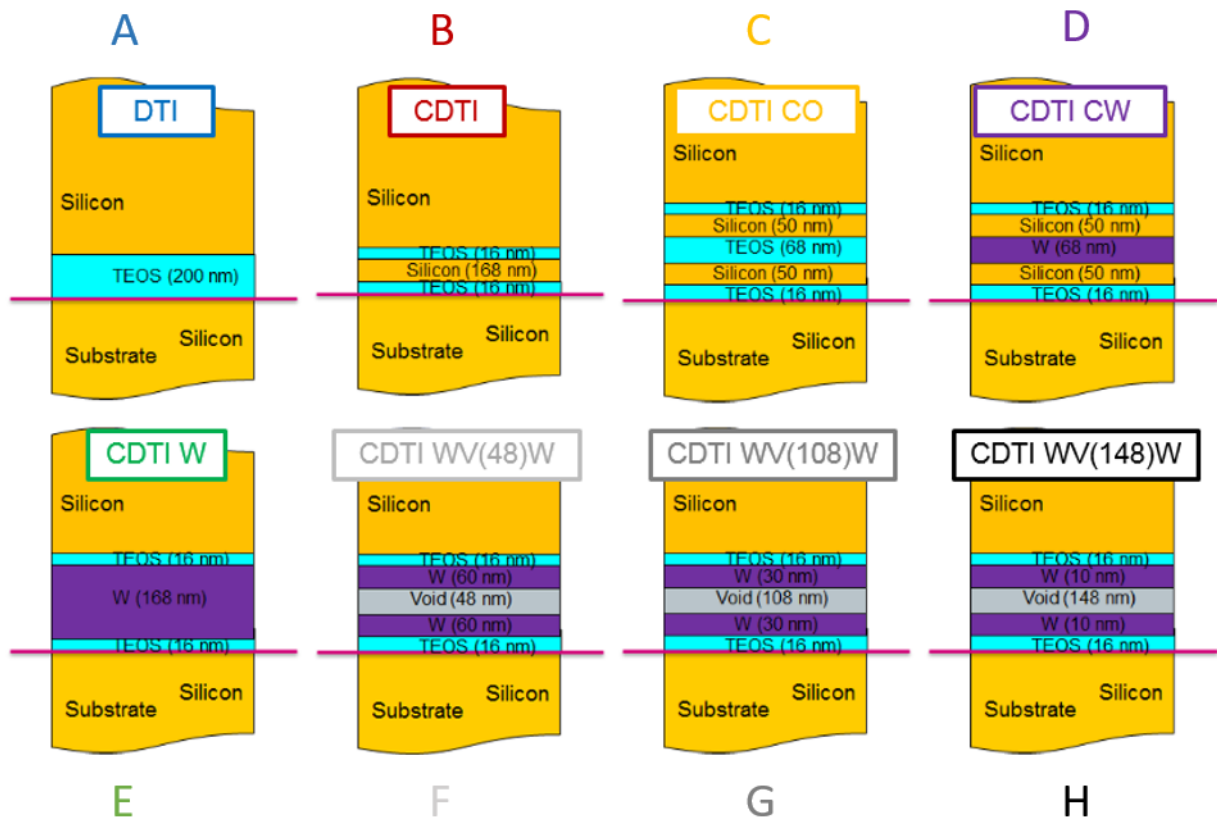 A
B
C
D
DTI
CDTI
CDTI CO
CDTI CW
Silicon
TEOS (200 nm)
Substrate
Silicon
Silicon
TEOS (16 nm)
Silicon (168 nm)
TEOS (16 nm)
Substrate
Silicon
Silicon
TEOS (16 nm)
Silicon (50 nm)
TEOS (68 nm)
Silicon (50 nm)
TEOS (16 nm)
Substrate
Silicon
Silicon
TEOS (16 nm)
Silicon (50 nm)
W (68 nm)
Silicon (50 nm)
TEOS (16 nm)
Substrate
Silicon
CDTI W
CDTI WV(48)W
CDTI WV(108)W
CDTI WV(148)W
Silicon
TEOS (16 nm)
W (168 nm)
TEOS (16 nm)
Substrate
Silicon
Silicon
TEOS (16 nm)
W (60 nm)
Void (48 nm)
W (60 nm)
TEOS (16 nm)
Substrate
Silicon
Silicon
TEOS (16 nm)
W (30 nm)
Void (108 nm)
W (30 nm)
TEOS (16 nm)
Substrate
Silicon
Silicon
TEOS (16 nm)
W (10 nm)
Void (148 nm)
W (10 nm)
TEOS (16 nm)
Substrate
Silicon
E
F
G
H